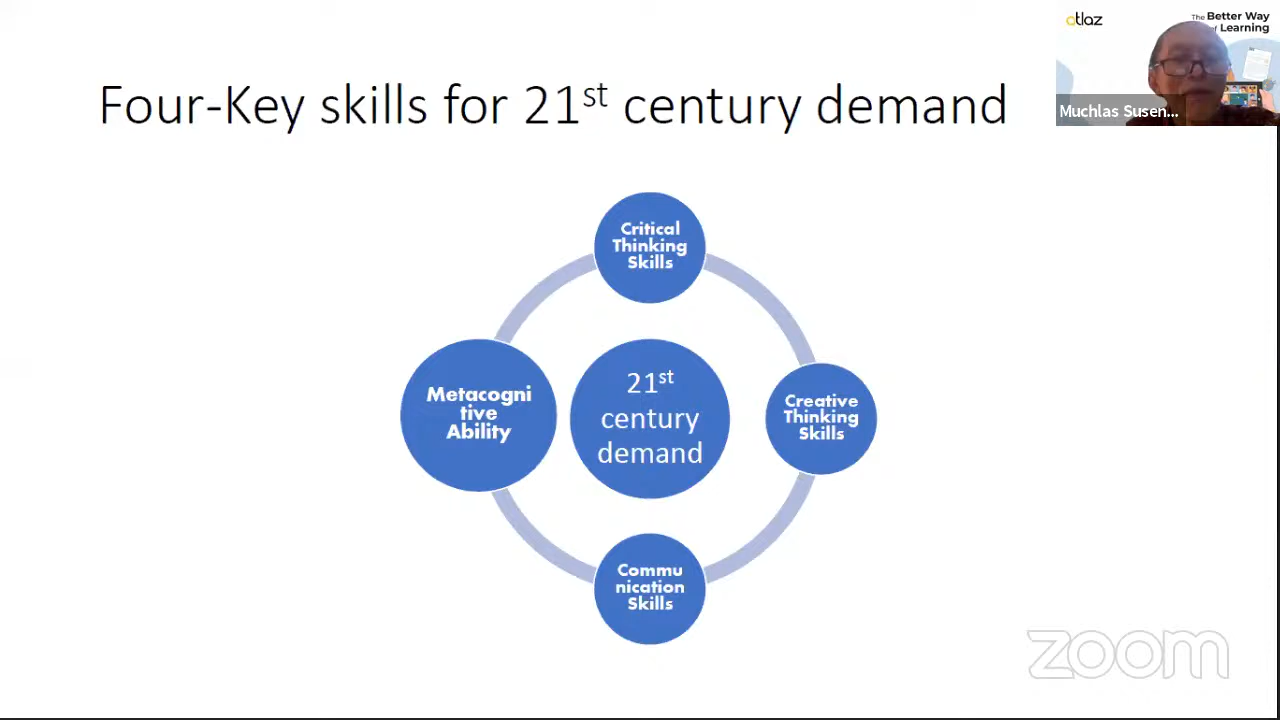 atlaz
The Better Way
of Learning
Muchlas Susen...
Four-Key skills for 21st century demand
Critical
Thinking
Skills
Metacogni
tive
Ability
21st
century
demand
Creative
Thinking
Skills
Commu
nication
Skills
zoom